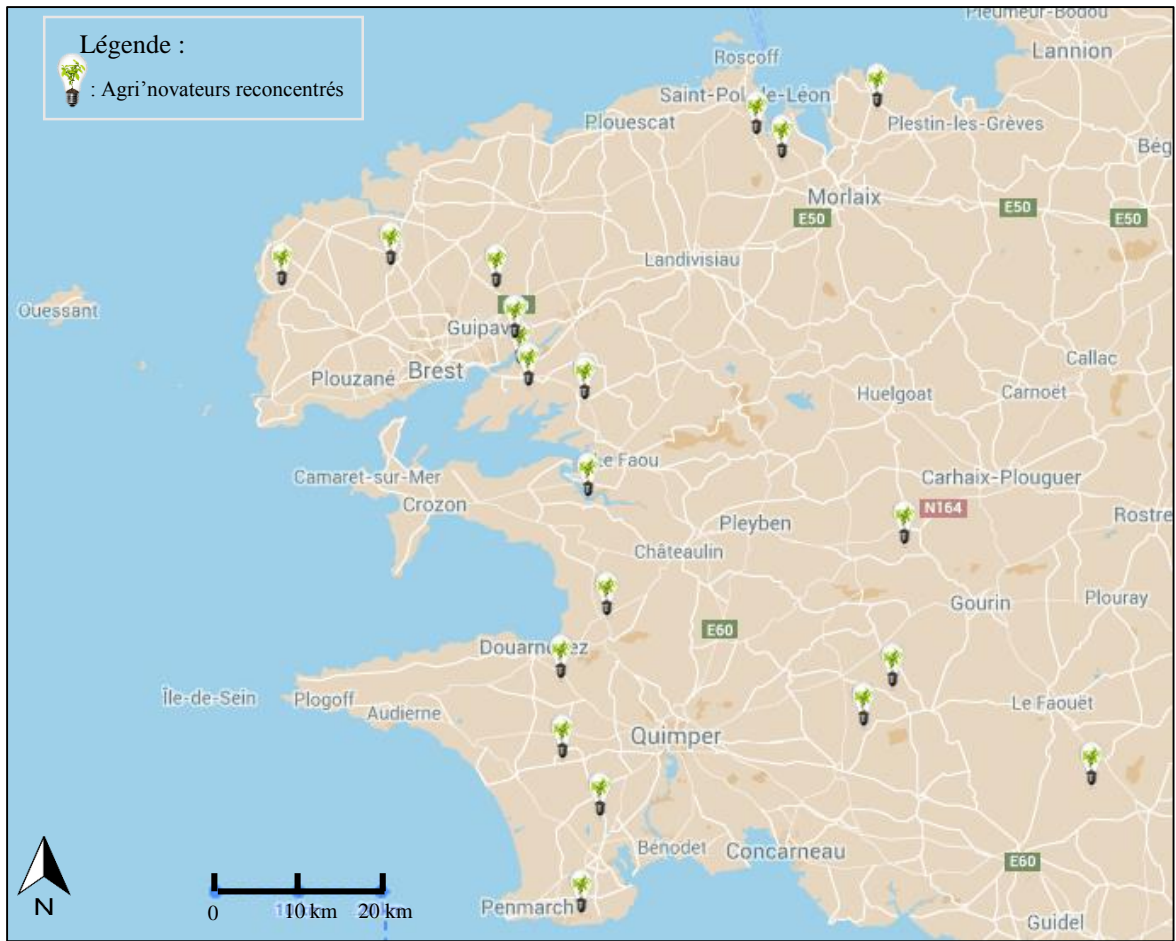 Légende :
: Agri'novateurs reconcentrés
Pleumeur-Bodou
Lannion
Roscoff
Saint-Pol-de-Léon
Plouescat
Plestin-les-Grèves
Bég
Morlaix
E50
E50
E50
Landivisiau
Ouessant
Guipav
Callac
Plouzané
Brest
Huelgoat
Carnoët
Le Faou
Camaret-sur-Mer
Carhaix-Plouguer
Crozon
N164
Rostre
Pleyben
Châteaulin
Gourin
Plouray
E60
Douarnenez
Île-de-Sein
Plogoff
Audierne
Le Faouët
Quimper
Bénodet
Concarneau
E60
N
0
10 km
20 km
Penmarch
Guidel